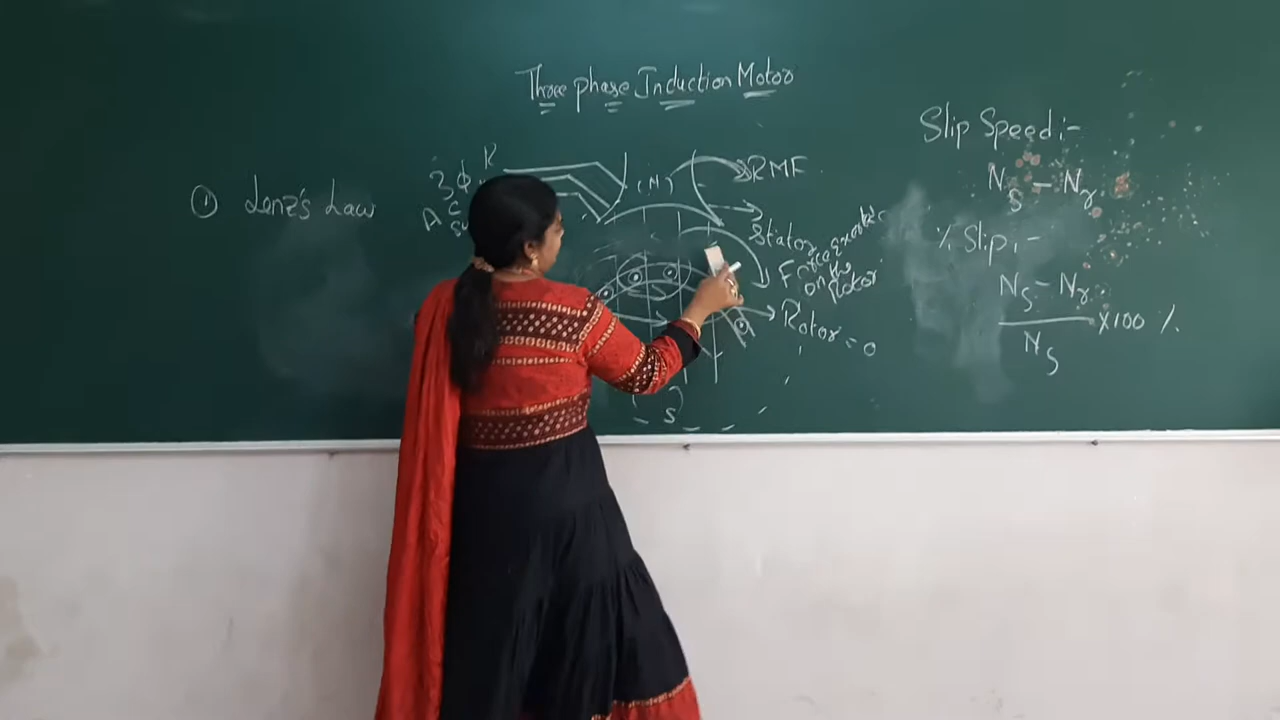 Three phase Induction Motor
① Lenz's Law
3ϕ
A C
R
(N)
RMF
Stator
Force exerted
on the
Rotor
Rotor = 0
S
Slip Speed :-
Ns - Nr
% Slip :-
Ns - Nr
Ns
×100 %